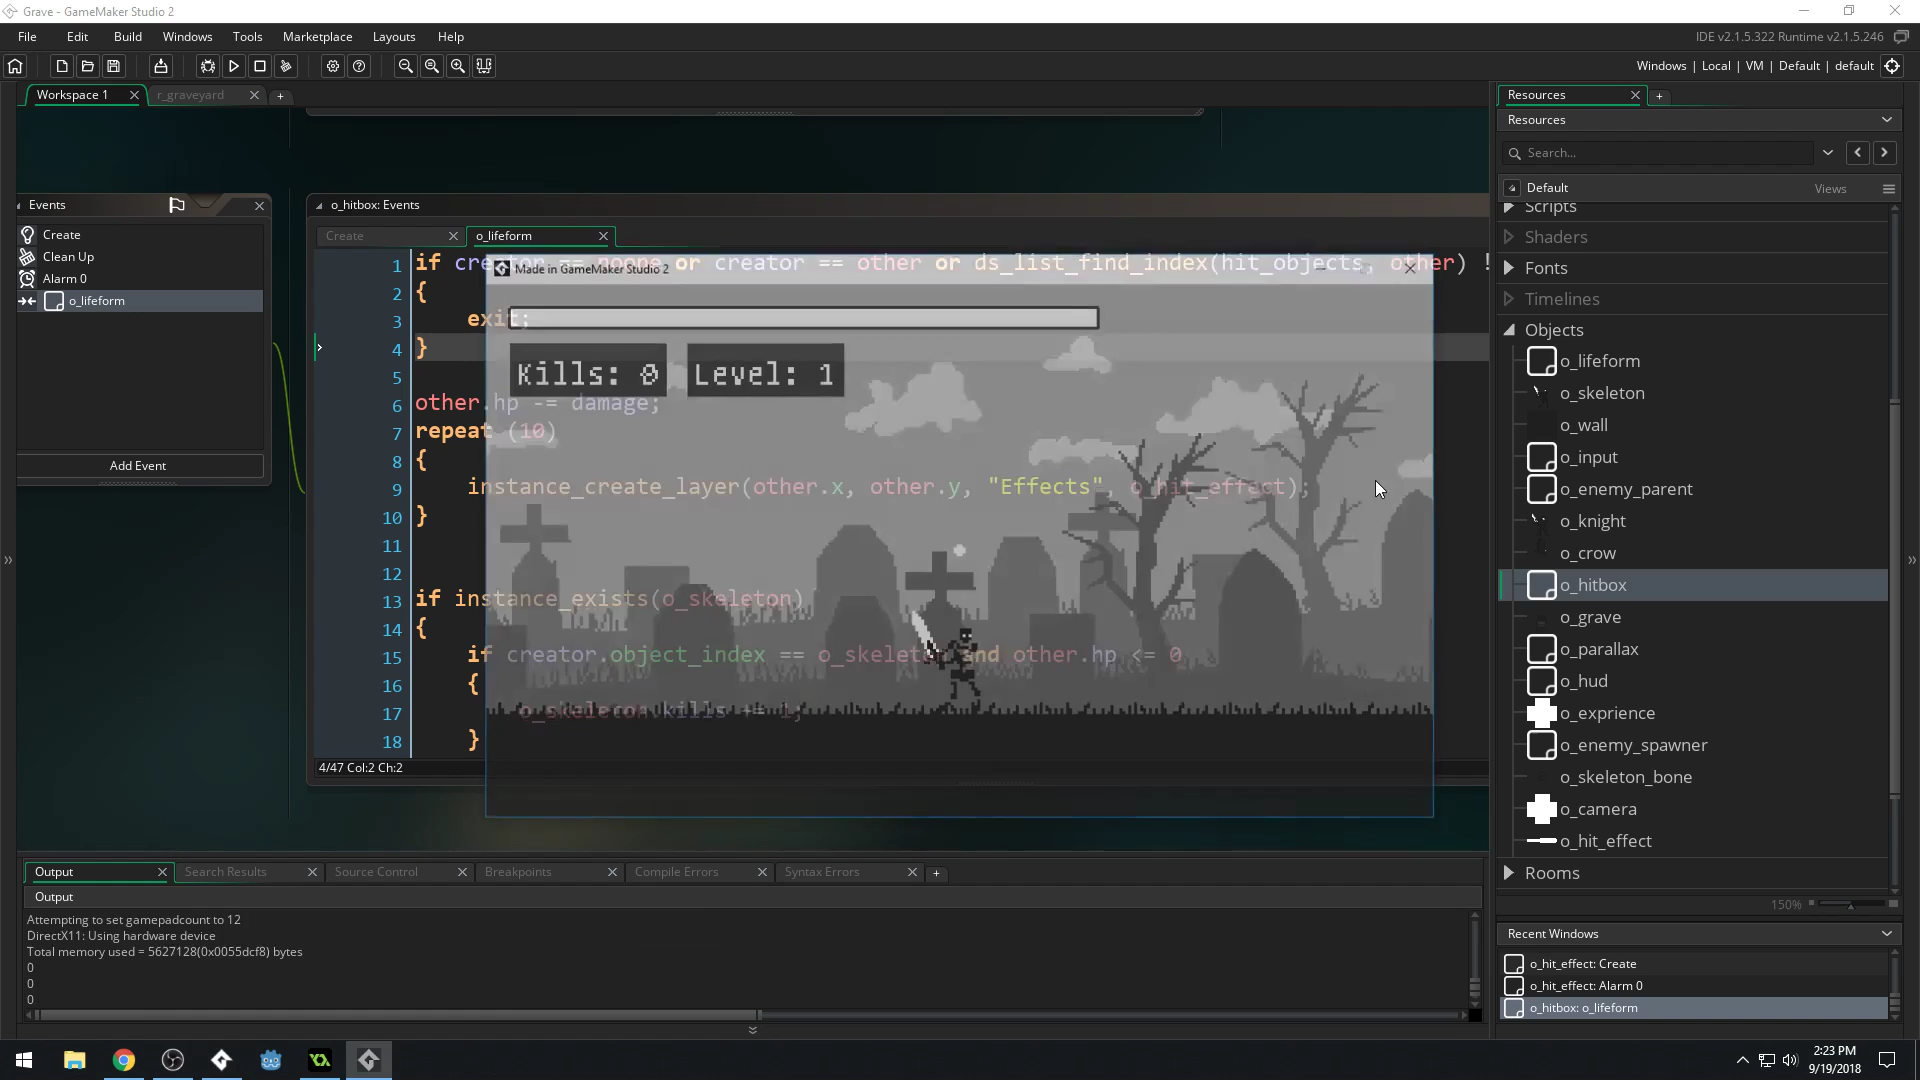 Grave - GameMaker Studio 2
File Edit Build Windows Tools Marketplace Layouts Help
IDE v2.1.5.322 Runtime v2.1.5.246
Windows | Local | VM | Default | default
Workspace 1
r_graveyard
Events
Create
Clean Up
Alarm 0
o_lifeform
Add Event
o_hitbox: Events
Create
o_lifeform
1 if creator == noone or creator == other or ds_list_find_index(hit_objects, other) !
2 {
3 exit;
4 }
5
6 other.hp -= damage;
7 repeat (10)
8 {
9 instance_create_layer(other.x, other.y, "Effects", o_hit_effect);
10 }
11
12
13 if instance_exists(o_skeleton)
14 {
15 if creator.object_index == o_skeleton and other.hp <= 0
16 {
17 o_skeleton.kills += 1;
18 }
4/47 Col:2 Ch:2
Made in GameMaker Studio 2
Kills: 0
Level: 1
Output
Search Results
Source Control
Breakpoints
Compile Errors
Syntax Errors
Output
Attempting to set gamepadcount to 12
DirectX11: Using hardware device
Total memory used = 5627128(0x0055dcf8) bytes
0
0
0
Resources
Resources
Search...
Default
Views
Scripts
Shaders
Fonts
Timelines
Objects
o_lifeform
o_skeleton
o_wall
o_input
o_enemy_parent
o_knight
o_crow
o_hitbox
o_grave
o_parallax
o_hud
o_exprience
o_enemy_spawner
o_skeleton_bone
o_camera
o_hit_effect
Rooms
150%
Recent Windows
o_hit_effect: Create
o_hit_effect: Alarm 0
o_hitbox: o_lifeform
2:23 PM
9/19/2018